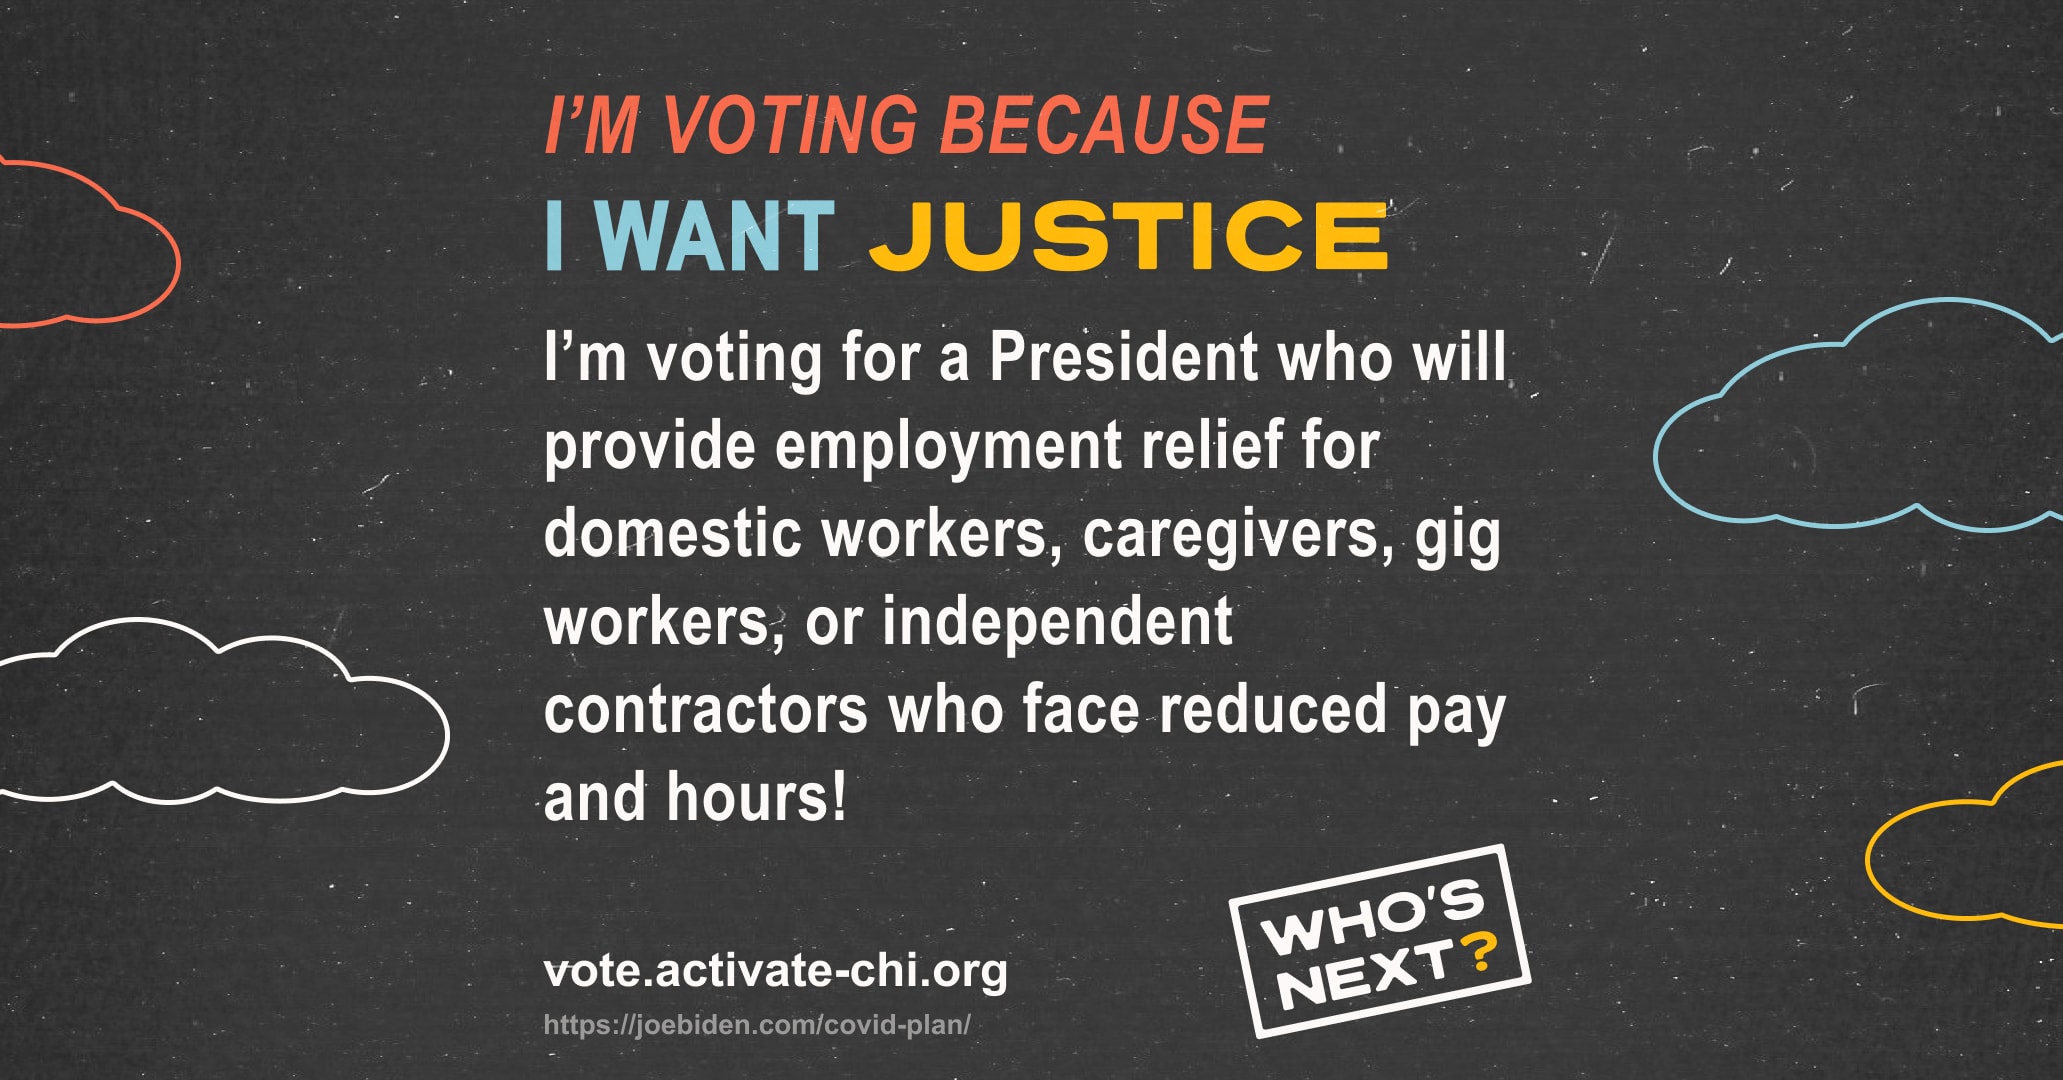 I’M VOTING BECAUSE
I WANT JUSTICE
I’m voting for a President who will
provide employment relief for
domestic workers, caregivers, gig
workers, or independent
contractors who face reduced pay
and hours!
WHO’S
NEXT?
vote.activate-chi.org
https://joebiden.com/covid-plan/